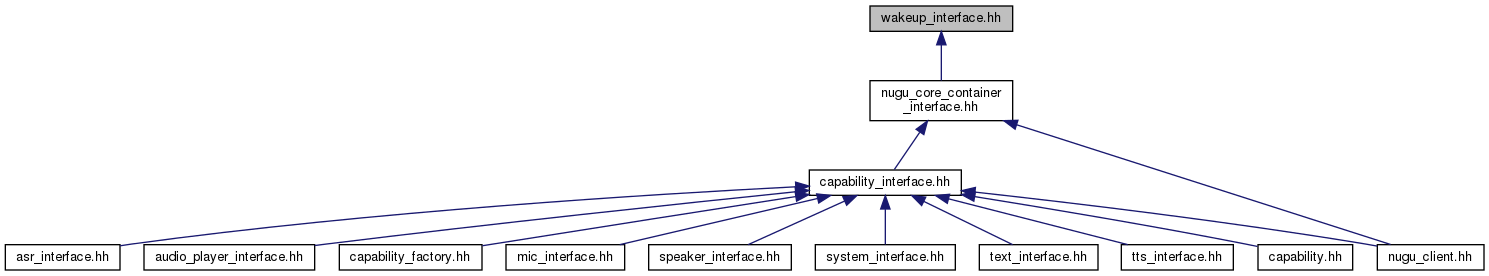 wakeup_interface.hh
nugu_core_container
_interface.hh
capability_interface.hh
asr_interface.hh
audio_player_interface.hh
capability_factory.hh
mic_interface.hh
speaker_interface.hh
system_interface.hh
text_interface.hh
tts_interface.hh
capability.hh
nugu_client.hh